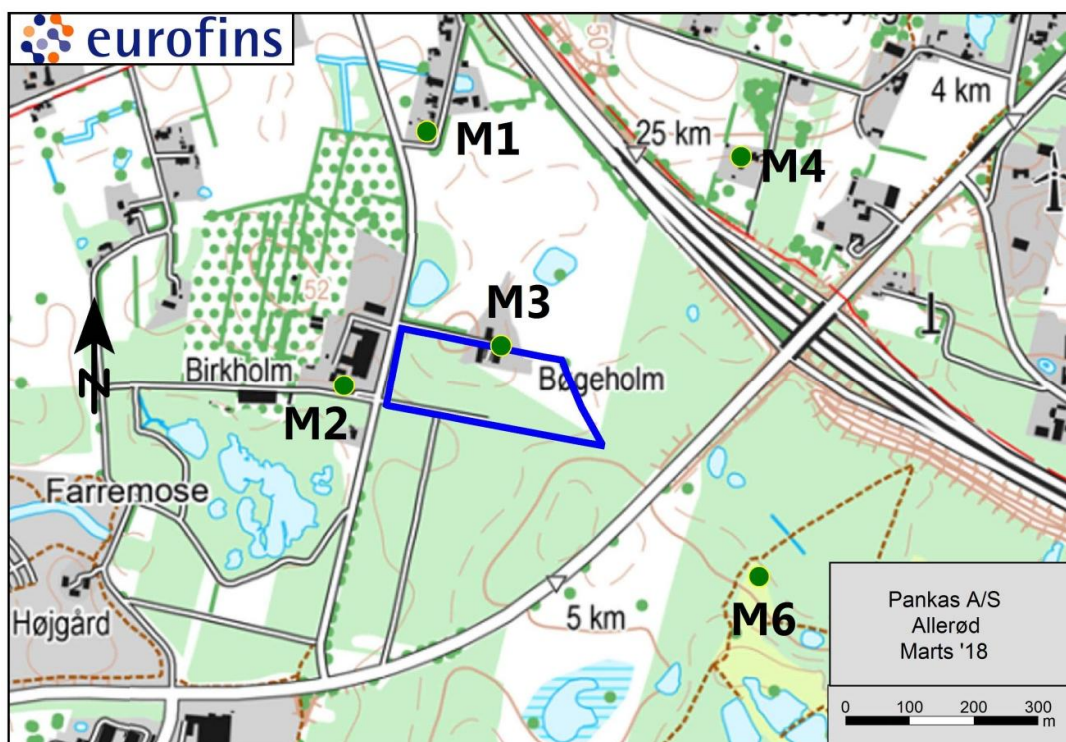 eurofins
M1
25 km
4 km
M4
52
M3
Birkholm
Bøgeholm
M2
Farremose
M6
5 km
Højgård
N
Pankas A/S
Allerød
Marts '18
0 100 200 300
m